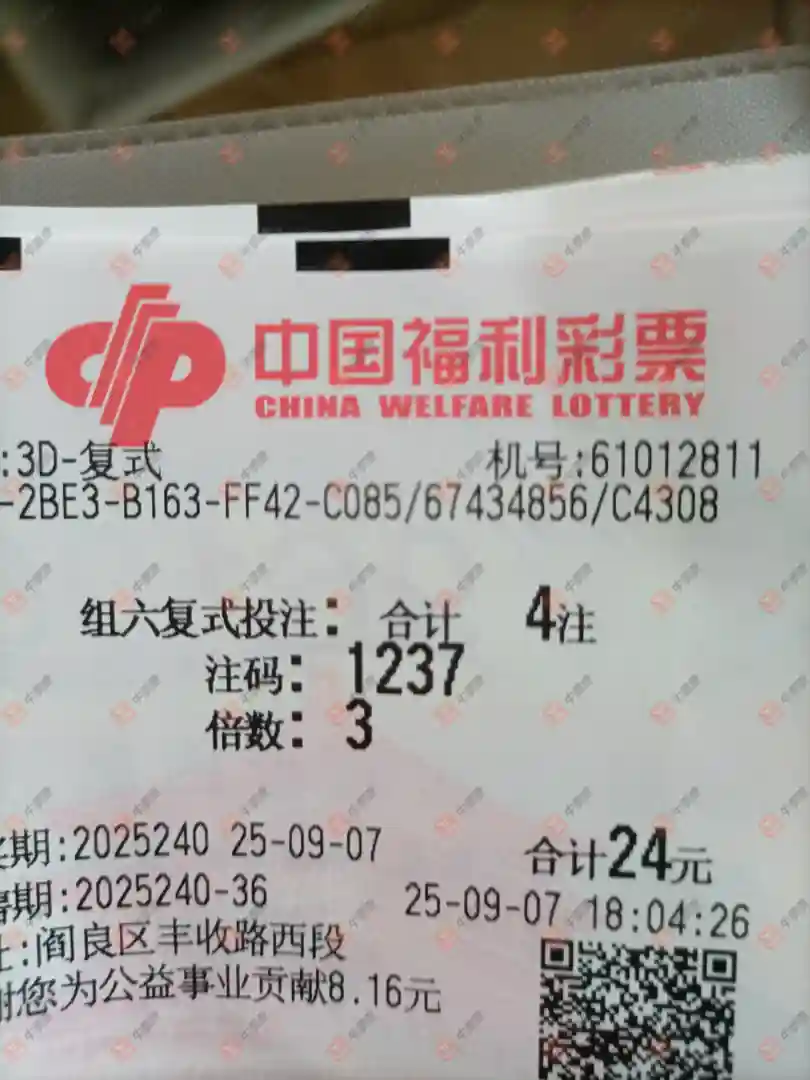 中国福利彩票
CHINA WELFARE LOTTERY
:3D-复式 机号:61012811
-2BE3-B163-FF42-C085/67434856/C4308
组六复式投注: 合计 4注
注码: 1237
倍数: 3
期:2025240 25-09-07 合计24元
期:2025240-36 25-09-07 18:04:26
:阎良区丰收路西段
您为公益事业贡献8.16元